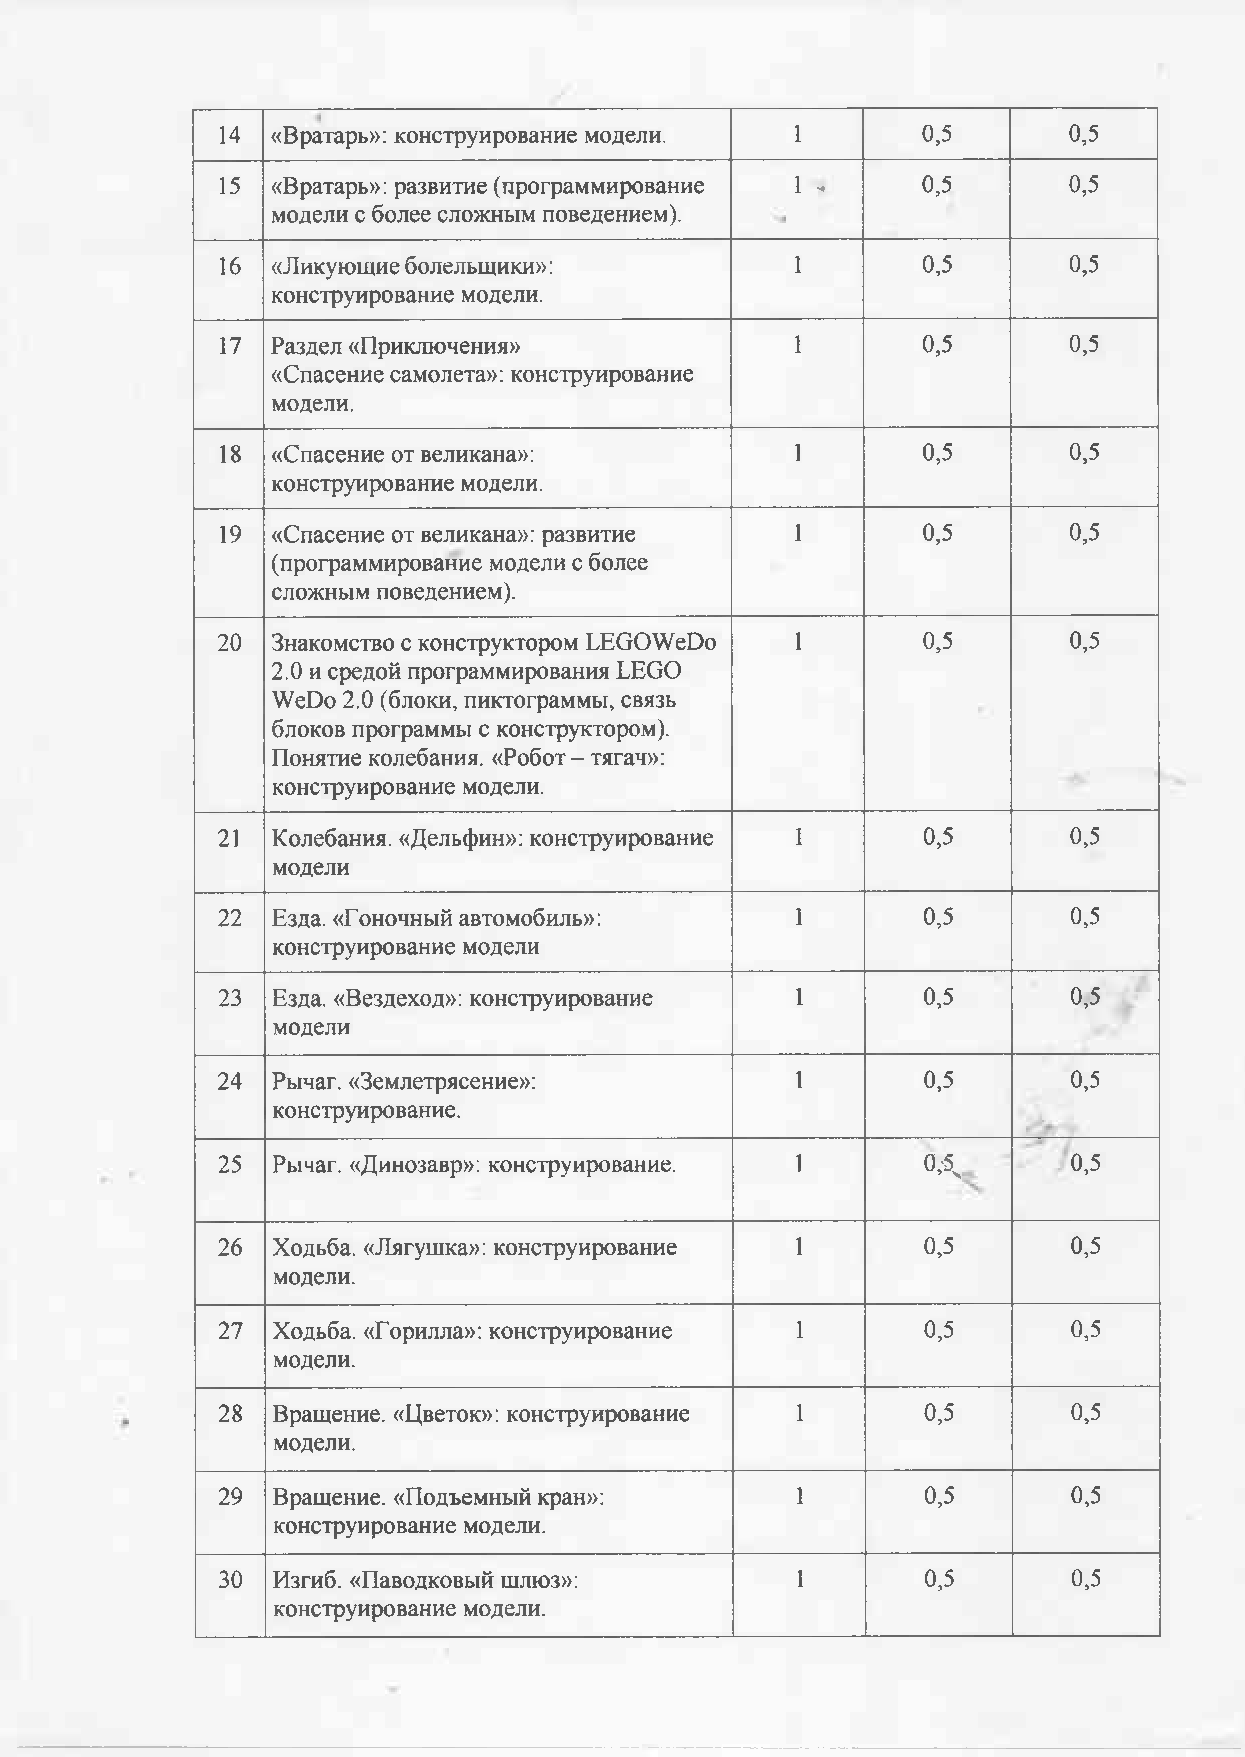 14 «Вратарь»: конструирование модели. 1 0,5 0,5
15 «Вратарь»: развитие (программирование 1 0,5 0,5
модели с более сложным поведением).
16 «Ликующие болельщики»: 1 0,5 0,5
конструирование модели.
17 Раздел «Приключения» 1 0,5 0,5
«Спасение самолета»: конструирование
модели.
18 «Спасение от великана»: 1 0,5 0,5
конструирование модели.
19 «Спасение от великана»: развитие 1 0,5 0,5
(программирование модели с более
сложным поведением).
20 Знакомство с конструктором LEGOWeDo 1 0,5 0,5
2.0 и средой программирования LEGO
WeDo 2.0 (блоки, пиктограммы, связь
блоков программы с конструктором).
Понятие колебания. «Робот – тягач»:
конструирование модели.
21 Колебания. «Дельфин»: конструирование 1 0,5 0,5
модели
22 Езда. «Гоночный автомобиль»: 1 0,5 0,5
конструирование модели
23 Езда. «Вездеход»: конструирование 1 0,5 0,5
модели
24 Рычаг. «Землетрясение»: 1 0,5 0,5
конструирование.
25 Рычаг. «Динозавр»: конструирование. 1 0,5 0,5
26 Ходьба. «Лягушка»: конструирование 1 0,5 0,5
модели.
27 Ходьба. «Горилла»: конструирование 1 0,5 0,5
модели.
28 Вращение. «Цветок»: конструирование 1 0,5 0,5
модели.
29 Вращение. «Подъемный кран»: 1 0,5 0,5
конструирование модели.
30 Изгиб. «Паводковый шлюз»: 1 0,5 0,5
конструирование модели.